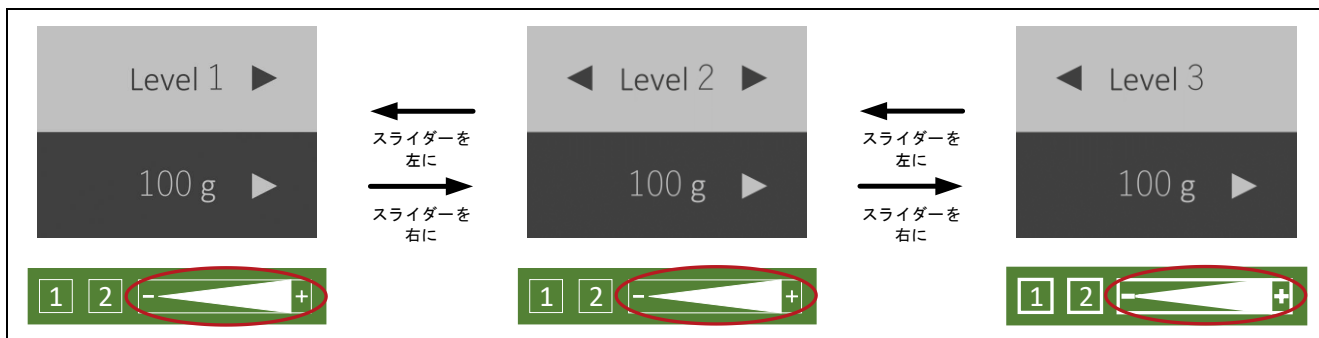 Level 1 ▶
100 g ▶
1 2 − +
スライダーを
左に
スライダーを
右に
◀ Level 2 ▶
100 g ▶
1 2 − +
スライダーを
左に
スライダーを
右に
◀ Level 3
100 g ▶
1 2 − +